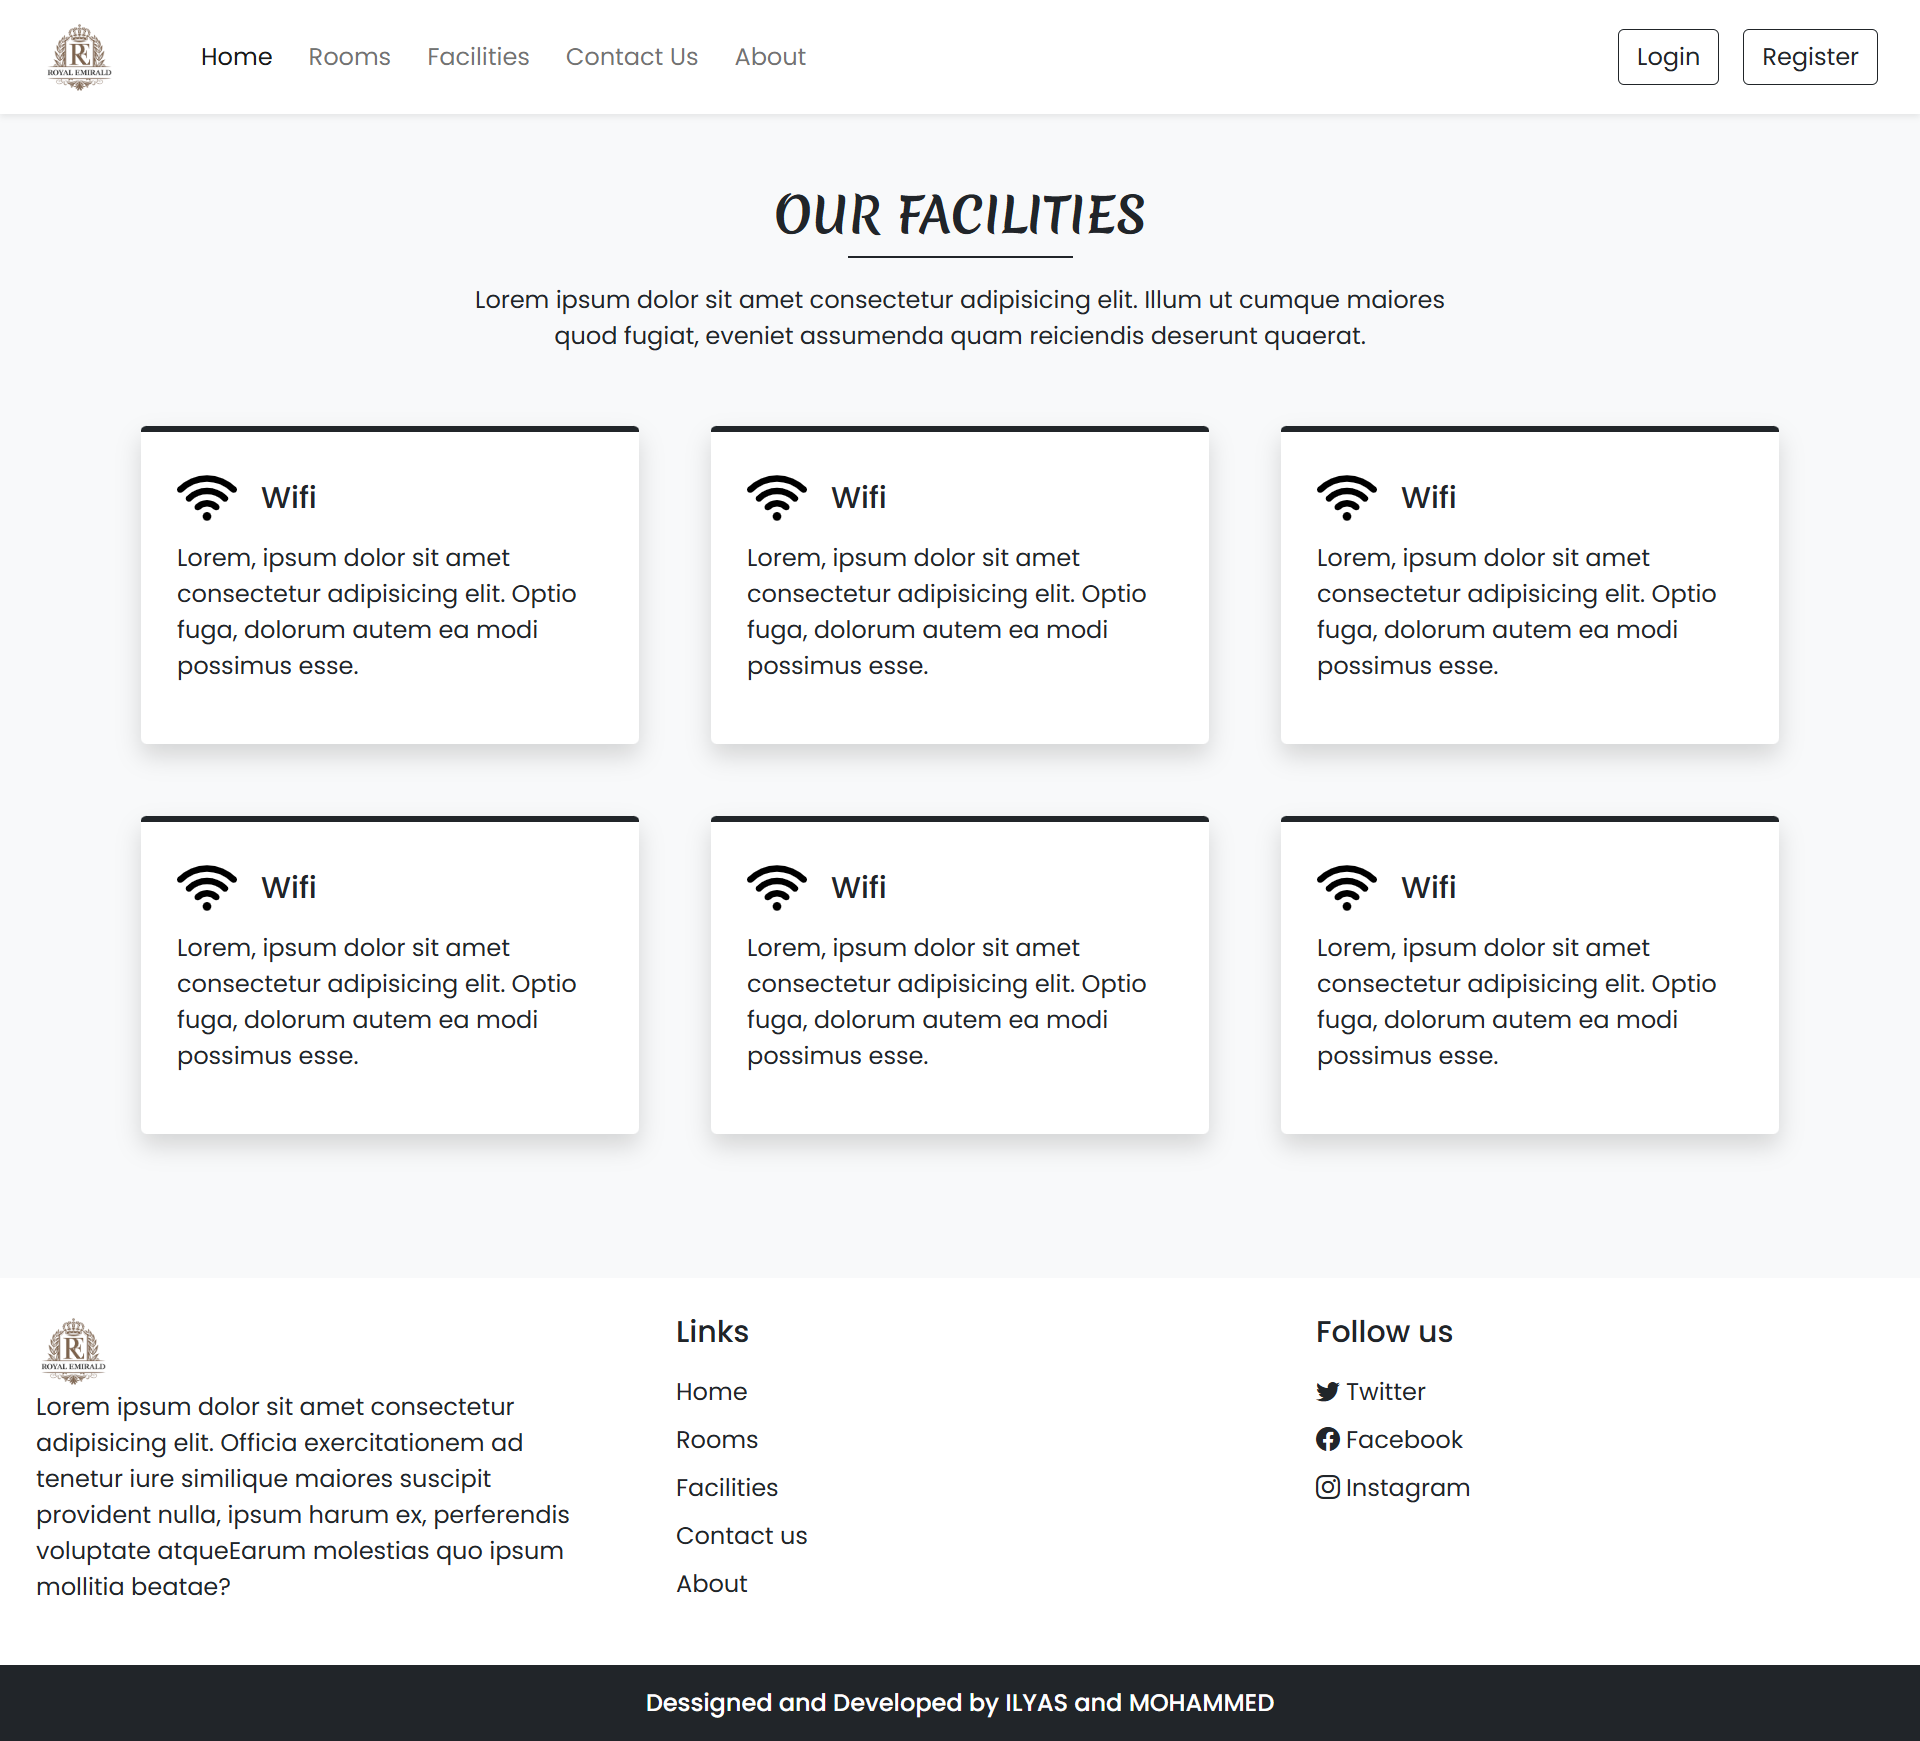 ROYAL EMIRALD
Home Rooms Facilities Contact Us About Login Register
OUR FACILITIES
Lorem ipsum dolor sit amet consectetur adipisicing elit. Illum ut cumque maiores
quod fugiat, eveniet assumenda quam reiciendis deserunt quaerat.
Wifi
Lorem, ipsum dolor sit amet
consectetur adipisicing elit. Optio
fuga, dolorum autem ea modi
possimus esse.
Wifi
Lorem, ipsum dolor sit amet
consectetur adipisicing elit. Optio
fuga, dolorum autem ea modi
possimus esse.
Wifi
Lorem, ipsum dolor sit amet
consectetur adipisicing elit. Optio
fuga, dolorum autem ea modi
possimus esse.
Wifi
Lorem, ipsum dolor sit amet
consectetur adipisicing elit. Optio
fuga, dolorum autem ea modi
possimus esse.
Wifi
Lorem, ipsum dolor sit amet
consectetur adipisicing elit. Optio
fuga, dolorum autem ea modi
possimus esse.
Wifi
Lorem, ipsum dolor sit amet
consectetur adipisicing elit. Optio
fuga, dolorum autem ea modi
possimus esse.
ROYAL EMIRALD
Lorem ipsum dolor sit amet consectetur
adipisicing elit. Officia exercitationem ad
tenetur iure similique maiores suscipit
provident nulla, ipsum harum ex, perferendis
voluptate atqueEarum molestias quo ipsum
mollitia beatae?
Links
Home
Rooms
Facilities
Contact us
About
Follow us
Twitter
Facebook
Instagram
Dessigned and Developed by ILYAS and MOHAMMED